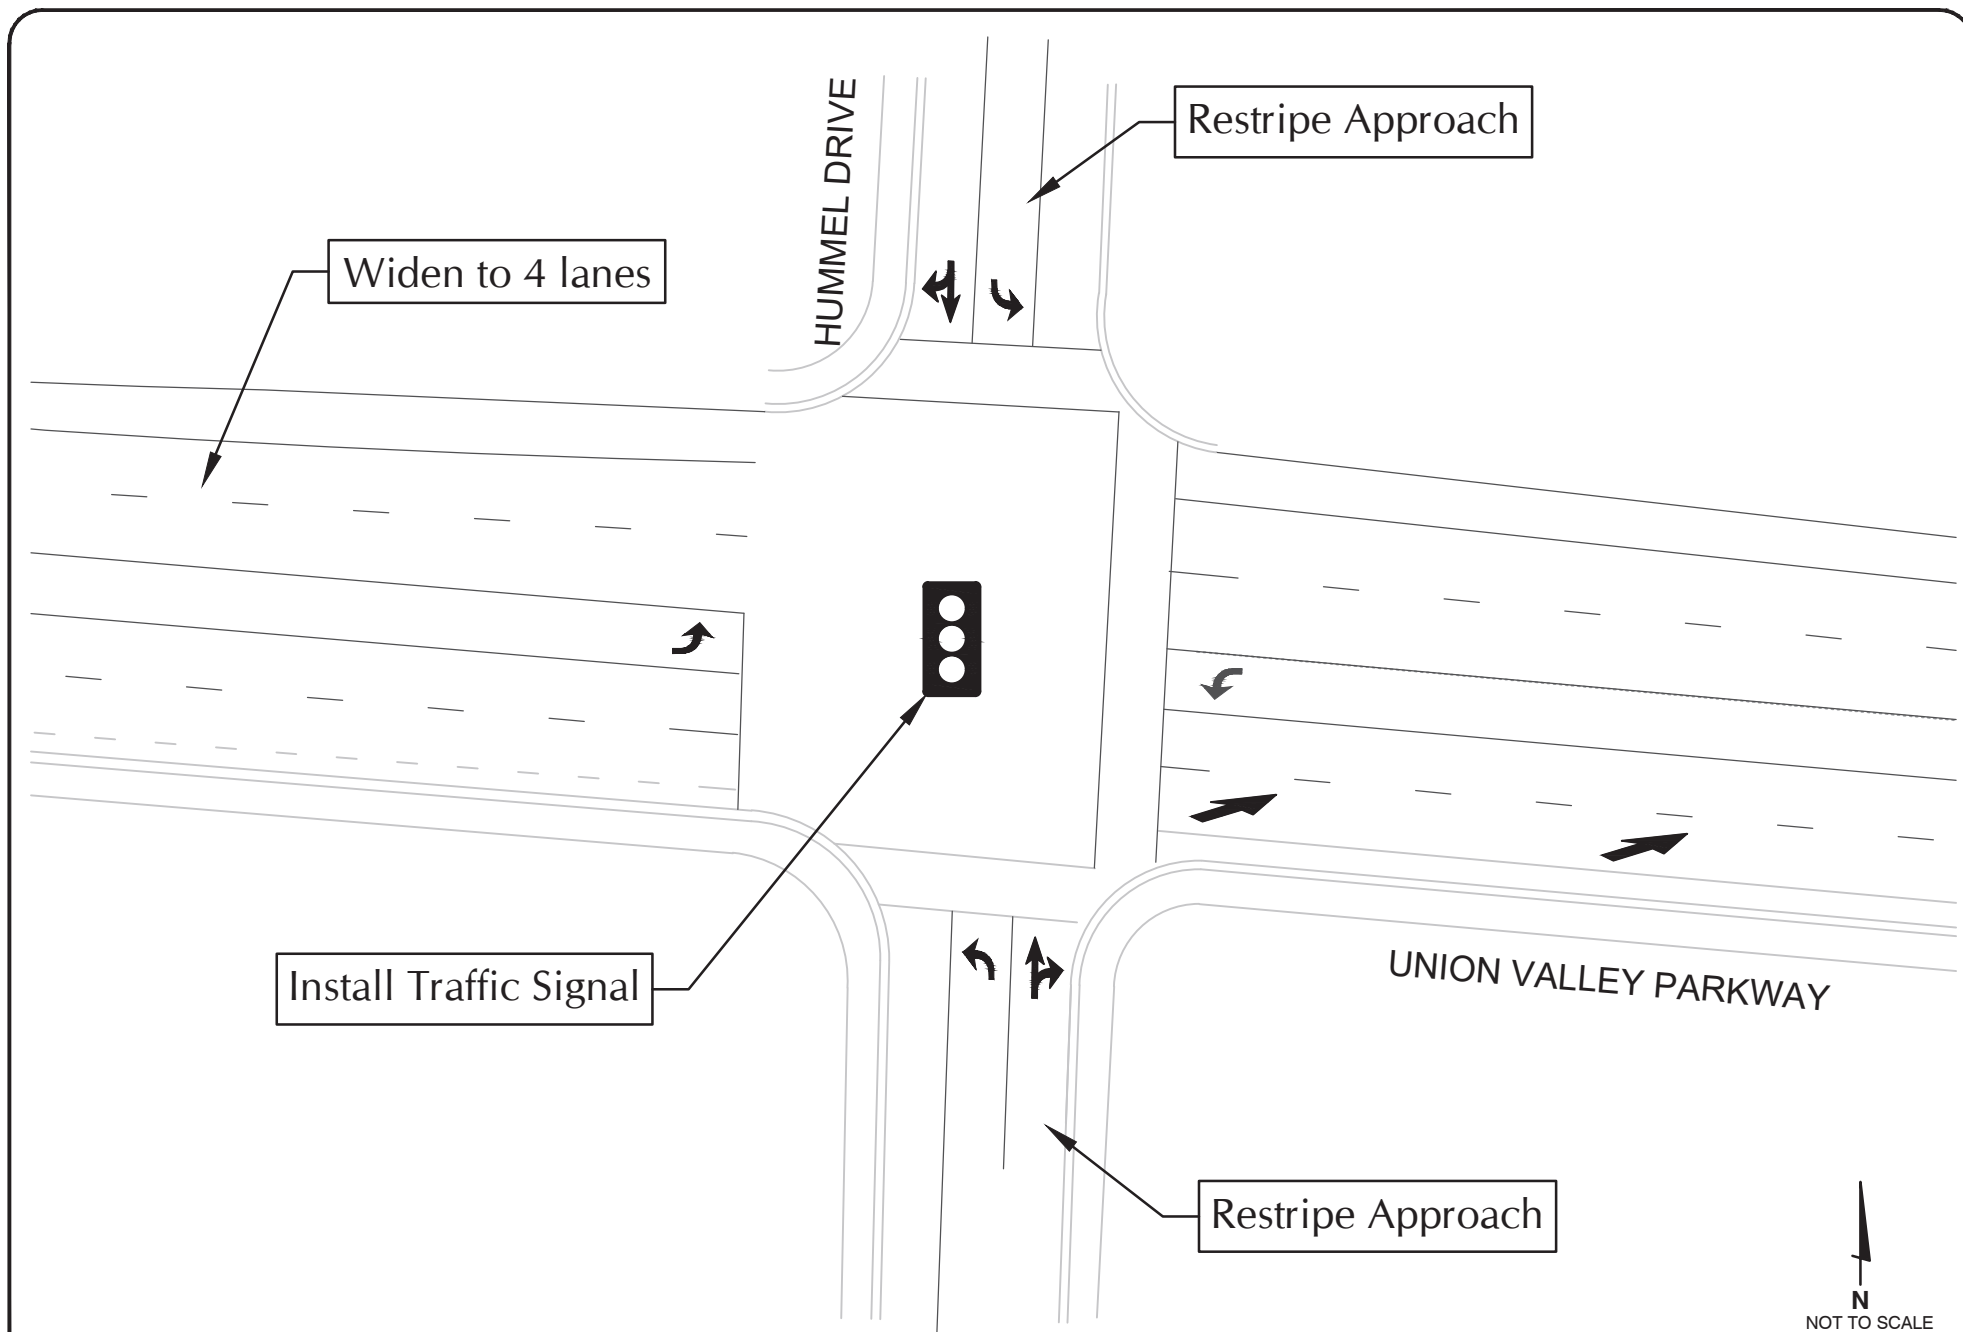 Restripe Approach
HUMMEL DRIVE
Widen to 4 lanes
Install Traffic Signal
UNION VALLEY PARKWAY
Restripe Approach
N
NOT TO SCALE